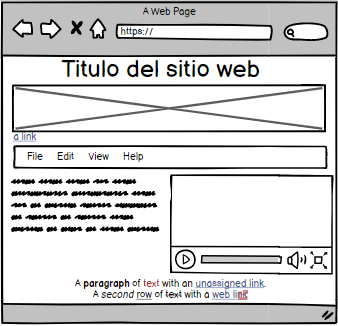 A Web Page
https://
Titulo del sitio web
a link
File Edit View Help
A paragraph of text with an unassigned link.
A second row of text with a web link